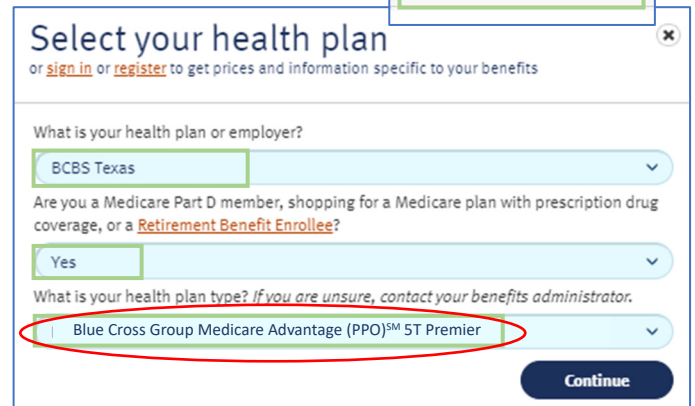 Select your health plan
or sign in or register to get prices and information specific to your benefits
What is your health plan or employer?
BCBS Texas
Are you a Medicare Part D member, shopping for a Medicare plan with prescription drug
coverage, or a Retirement Benefit Enrollee?
Yes
What is your health plan type? If you are unsure, contact your benefits administrator.
Blue Cross Group Medicare Advantage (PPO)℠ 5T Premier
Continue